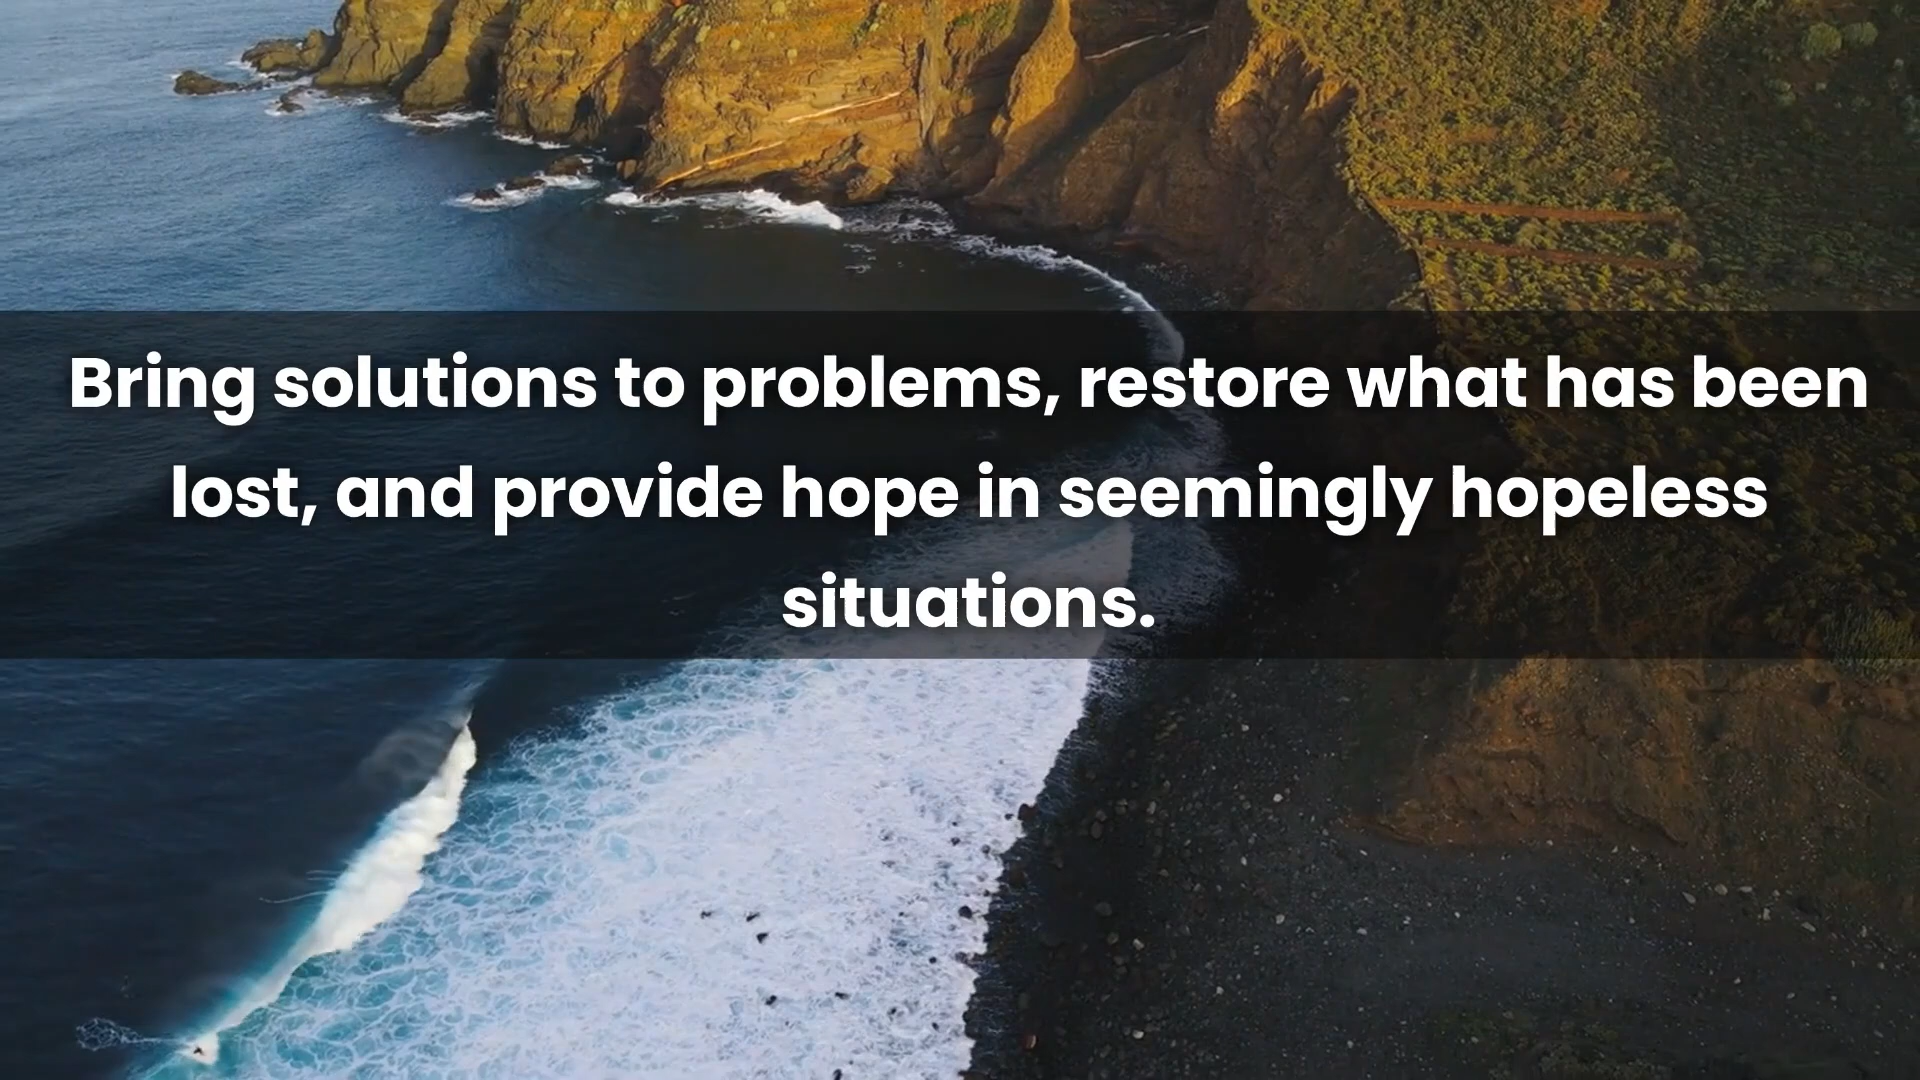 Bring solutions to problems, restore what has been
lost, and provide hope in seemingly hopeless
situations.